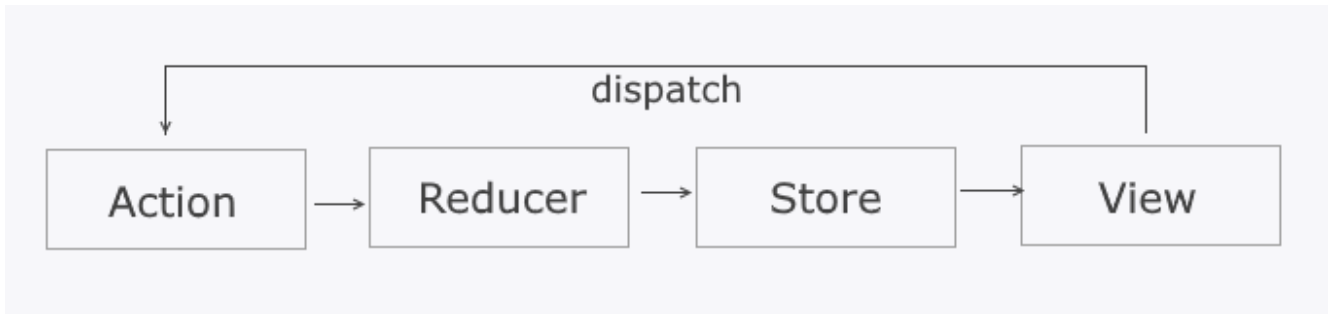 dispatch
Action
Reducer
Store
View